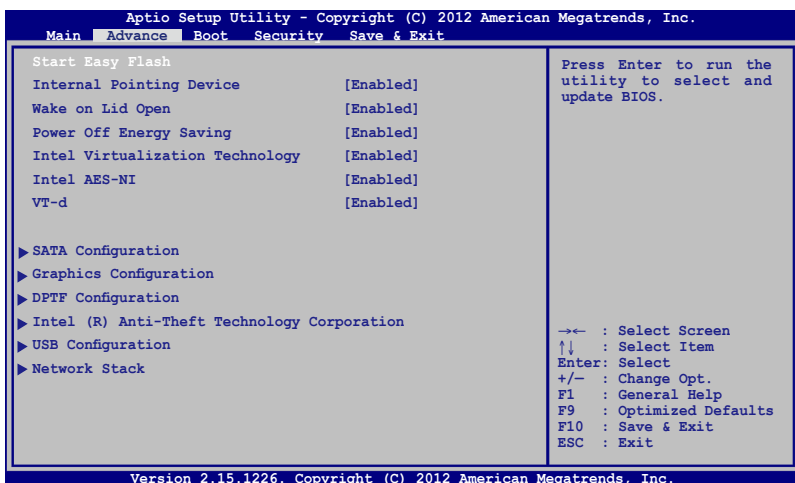 Aptio Setup Utility - Copyright (C) 2012 American Megatrends, Inc.
Main Advance Boot Security Save & Exit
Start Easy Flash
Internal Pointing Device [Enabled]
Wake on Lid Open [Enabled]
Power Off Energy Saving [Enabled]
Intel Virtualization Technology [Enabled]
Intel AES-NI [Enabled]
VT-d [Enabled]
SATA Configuration
Graphics Configuration
DPTF Configuration
Intel (R) Anti-Theft Technology Corporation
USB Configuration
Network Stack
Press Enter to run the
utility to select and
update BIOS.
→← : Select Screen
↑↓ : Select Item
Enter: Select
+/— : Change Opt.
F1 : General Help
F9 : Optimized Defaults
F10 : Save & Exit
ESC : Exit
Version 2.15.1226. Copyright (C) 2012 American Megatrends, Inc.